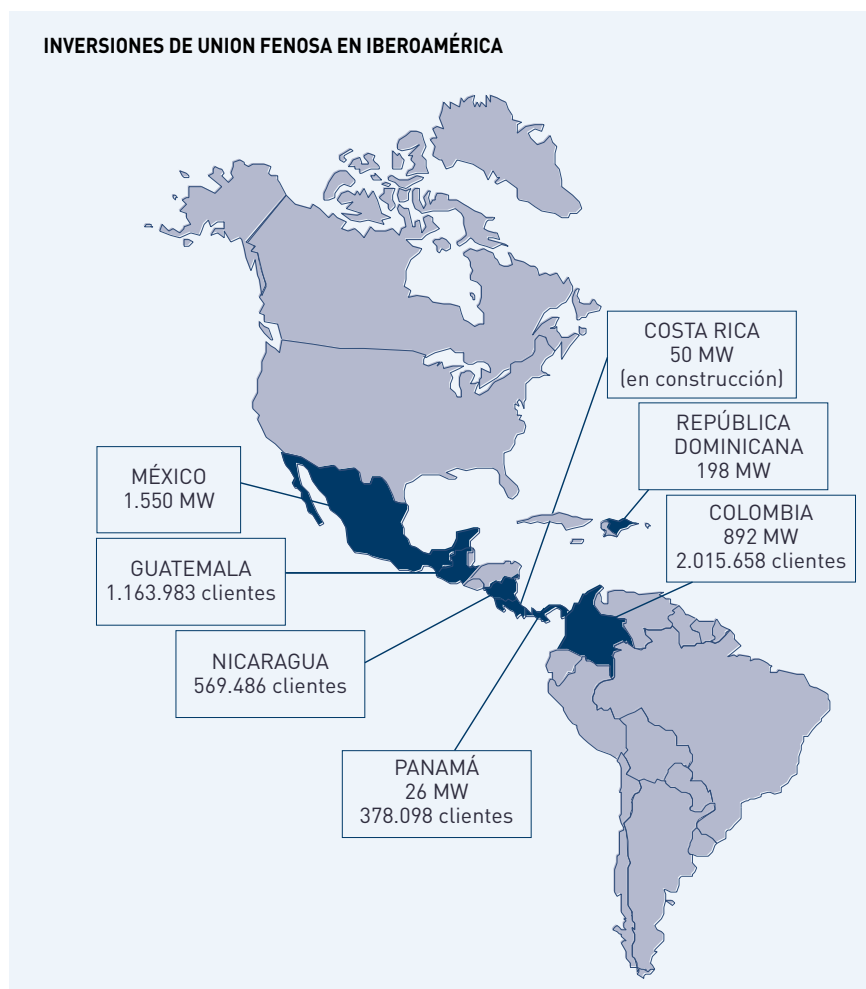 INVERSIONES DE UNION FENOSA EN IBEROAMÉRICA
COSTA RICA
50 MW
(en construcción)
REPÚBLICA
DOMINICANA
198 MW
MÉXICO
1.550 MW
COLOMBIA
892 MW
2.015.658 clientes
GUATEMALA
1.163.983 clientes
NICARAGUA
569.486 clientes
PANAMÁ
26 MW
378.098 clientes